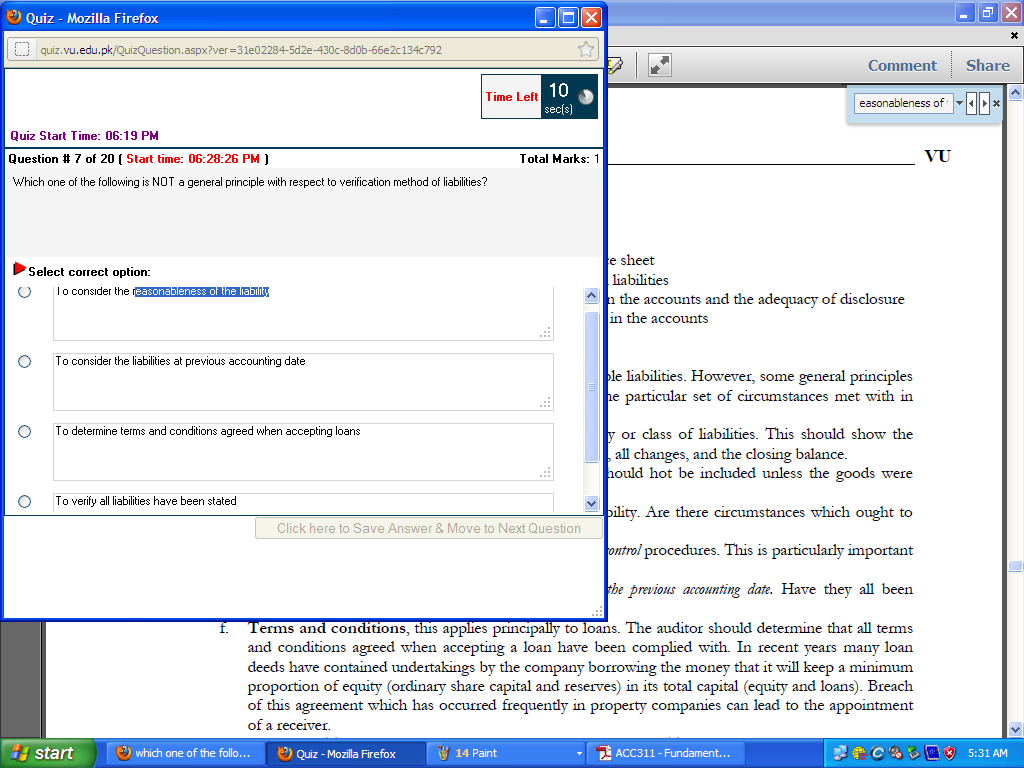 Quiz - Mozilla Firefox
quiz.vu.edu.pk/QuizQuestion.aspx?ver=31e02284-5d2e-430c-8d0b-66e2c134c792
Time Left 10 sec(s)
Quiz Start Time: 06:19 PM
Question # 7 of 20 ( Start time: 06:28:26 PM ) Total Marks: 1
Which one of the following is NOT a general principle with respect to verification method of liabilities?
Select correct option:
To consider the reasonableness of the liability
To consider the liabilities at previous accounting date
To determine terms and conditions agreed when accepting loans
To verify all liabilities have been stated
Click here to Save Answer & Move to Next Question
Comment Share
easonableness of
VU
e sheet
liabilities
n the accounts and the adequacy of disclosure
in the accounts
le liabilities. However, some general principles
e particular set of circumstances met with in
y or class of liabilities. This should show the
, all changes, and the closing balance.
ould hot be included unless the goods were
bility. Are there circumstances which ought to
ontrol procedures. This is particularly important
the previous accounting date. Have they all been
f. Terms and conditions, this applies principally to loans. The auditor should determine that all terms
and conditions agreed when accepting a loan have been complied with. In recent years many loan
deeds have contained undertakings by the company borrowing the money that it will keep a minimum
proportion of equity (ordinary share capital and reserves) in its total capital (equity and loans). Breach
of this agreement which has occurred frequently in property companies can lead to the appointment
of a receiver.
start which one of the follo... Quiz - Mozilla Firefox 14 Paint ACC311 - Fundament... 5:31 AM